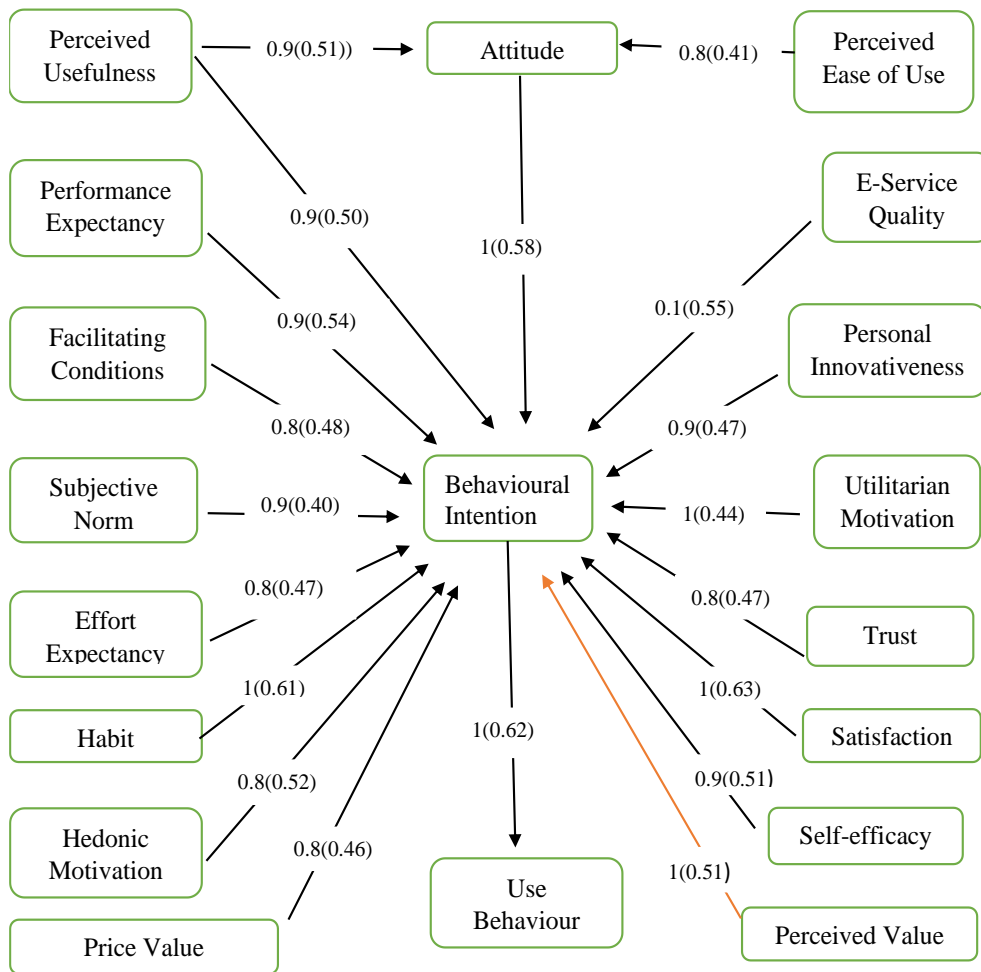 Perceived
Usefulness
0.9(0.51))
Attitude
0.8(0.41)
Perceived
Ease of Use
Performance
Expectancy
0.9(0.50)
1(0.58)
E-Service
Quality
Facilitating
Conditions
0.9(0.54)
0.1(0.55)
Personal
Innovativeness
0.8(0.48)
0.9(0.47)
Subjective
Norm
0.9(0.40)
Behavioural
Intention
1(0.44)
Utilitarian
Motivation
Effort
Expectancy
0.8(0.47)
0.8(0.47)
Trust
Habit
1(0.61)
1(0.62)
1(0.63)
Satisfaction
Hedonic
Motivation
0.8(0.52)
0.9(0.51)
Self-efficacy
Price Value
0.8(0.46)
Use
Behaviour
1(0.51)
Perceived Value